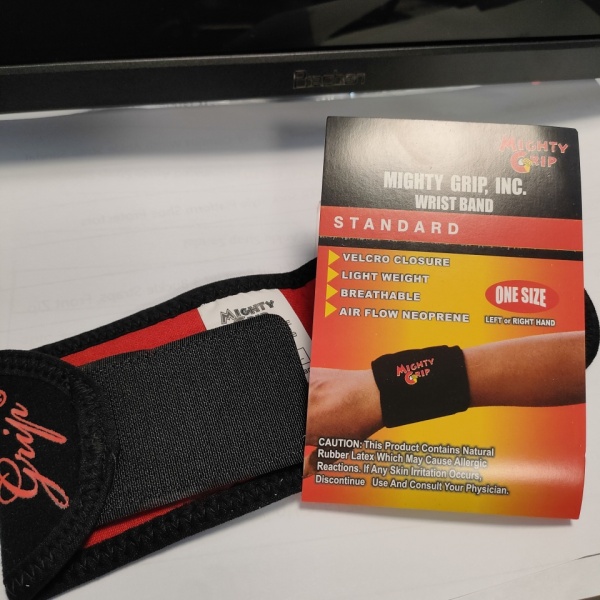 MIGHTY
GRIP
MIGHTY GRIP, INC.
WRIST BAND
STANDARD
VELCRO CLOSURE
LIGHT WEIGHT
BREATHABLE
AIR FLOW NEOPRENE
ONE SIZE
LEFT or RIGHT HAND
MIGHTY
GRIP
CAUTION: This Product Contains Natural
Rubber Latex Which May Cause Allergic
Reactions. If Any Skin Irritation Occurs,
Discontinue Use And Consult Your Physician.
MIGHTY
Grip